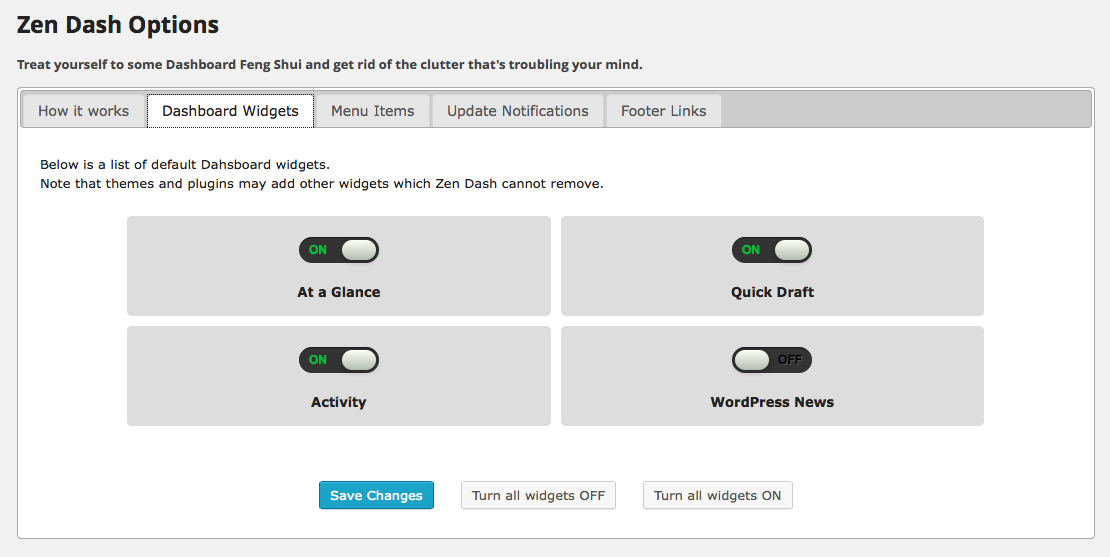 Zen Dash Options
Treat yourself to some Dashboard Feng Shui and get rid of the clutter that's troubling your mind.
How it works Dashboard Widgets Menu Items Update Notifications Footer Links
Below is a list of default Dahsboard widgets.
Note that themes and plugins may add other widgets which Zen Dash cannot remove.
ON ON
At a Glance Quick Draft
ON OFF
Activity WordPress News
Save Changes Turn all widgets OFF Turn all widgets ON